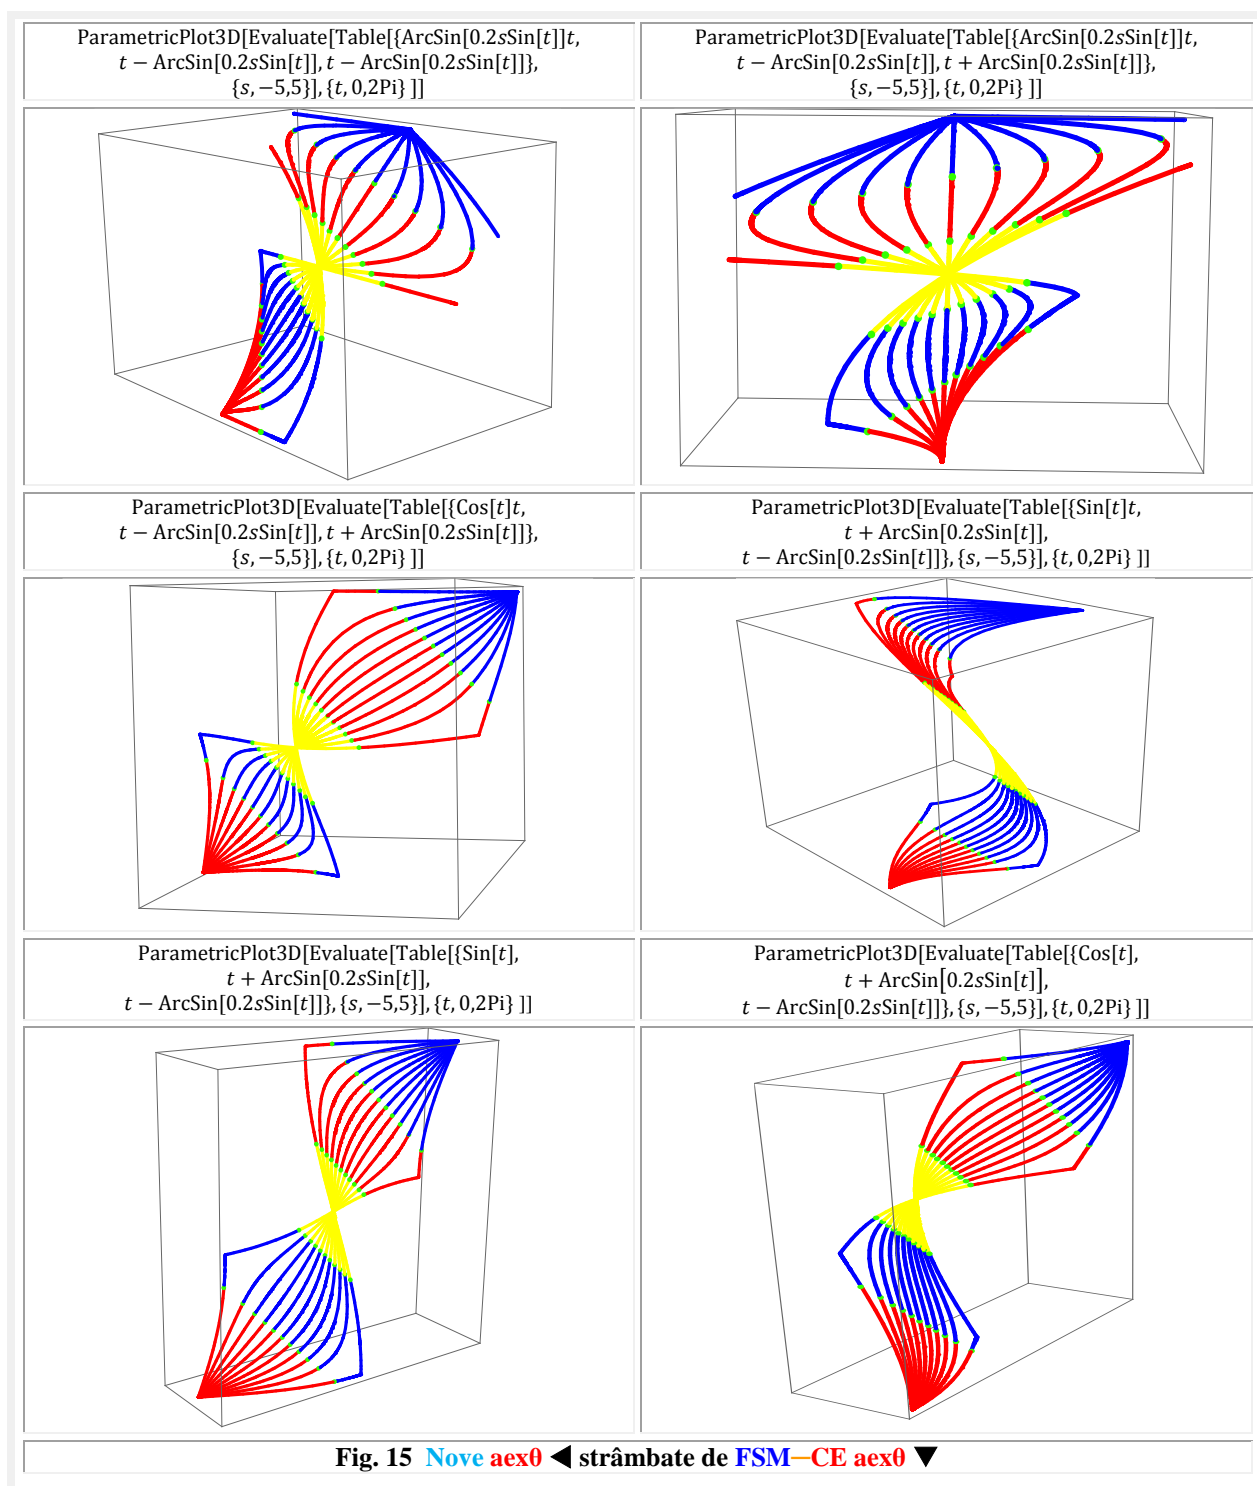 ParametricPlot3D[Evaluate[Table[{ArcSin[0.2𝑠Sin[𝑡]]𝑡,
𝑡 − ArcSin[0.2𝑠Sin[𝑡]], 𝑡 − ArcSin[0.2𝑠Sin[𝑡]]},
{𝑠, −5,5}], {𝑡, 0,2Pi} ]]
ParametricPlot3D[Evaluate[Table[{ArcSin[0.2𝑠Sin[𝑡]]𝑡,
𝑡 − ArcSin[0.2𝑠Sin[𝑡]], 𝑡 + ArcSin[0.2𝑠Sin[𝑡]]},
{𝑠, −5,5}], {𝑡, 0,2Pi} ]]
ParametricPlot3D[Evaluate[Table[{Cos[𝑡]𝑡,
𝑡 − ArcSin[0.2𝑠Sin[𝑡]], 𝑡 + ArcSin[0.2𝑠Sin[𝑡]]},
{𝑠, −5,5}], {𝑡, 0,2Pi} ]]
ParametricPlot3D[Evaluate[Table[{Sin[𝑡]𝑡,
𝑡 + ArcSin[0.2𝑠Sin[𝑡]],
𝑡 − ArcSin[0.2𝑠Sin[𝑡]]}, {𝑠, −5,5}], {𝑡, 0,2Pi} ]]
ParametricPlot3D[Evaluate[Table[{Sin[𝑡],
𝑡 + ArcSin[0.2𝑠Sin[𝑡]],
𝑡 − ArcSin[0.2𝑠Sin[𝑡]]}, {𝑠, −5,5}], {𝑡, 0,2Pi} ]]
ParametricPlot3D[Evaluate[Table[{Cos[𝑡],
𝑡 + ArcSin[0.2𝑠Sin[𝑡]],
𝑡 − ArcSin[0.2𝑠Sin[𝑡]]}, {𝑠, −5,5}], {𝑡, 0,2Pi} ]]
Fig. 15 Nove aexθ ◄ strâmbate de FSM—CE aexθ ▼